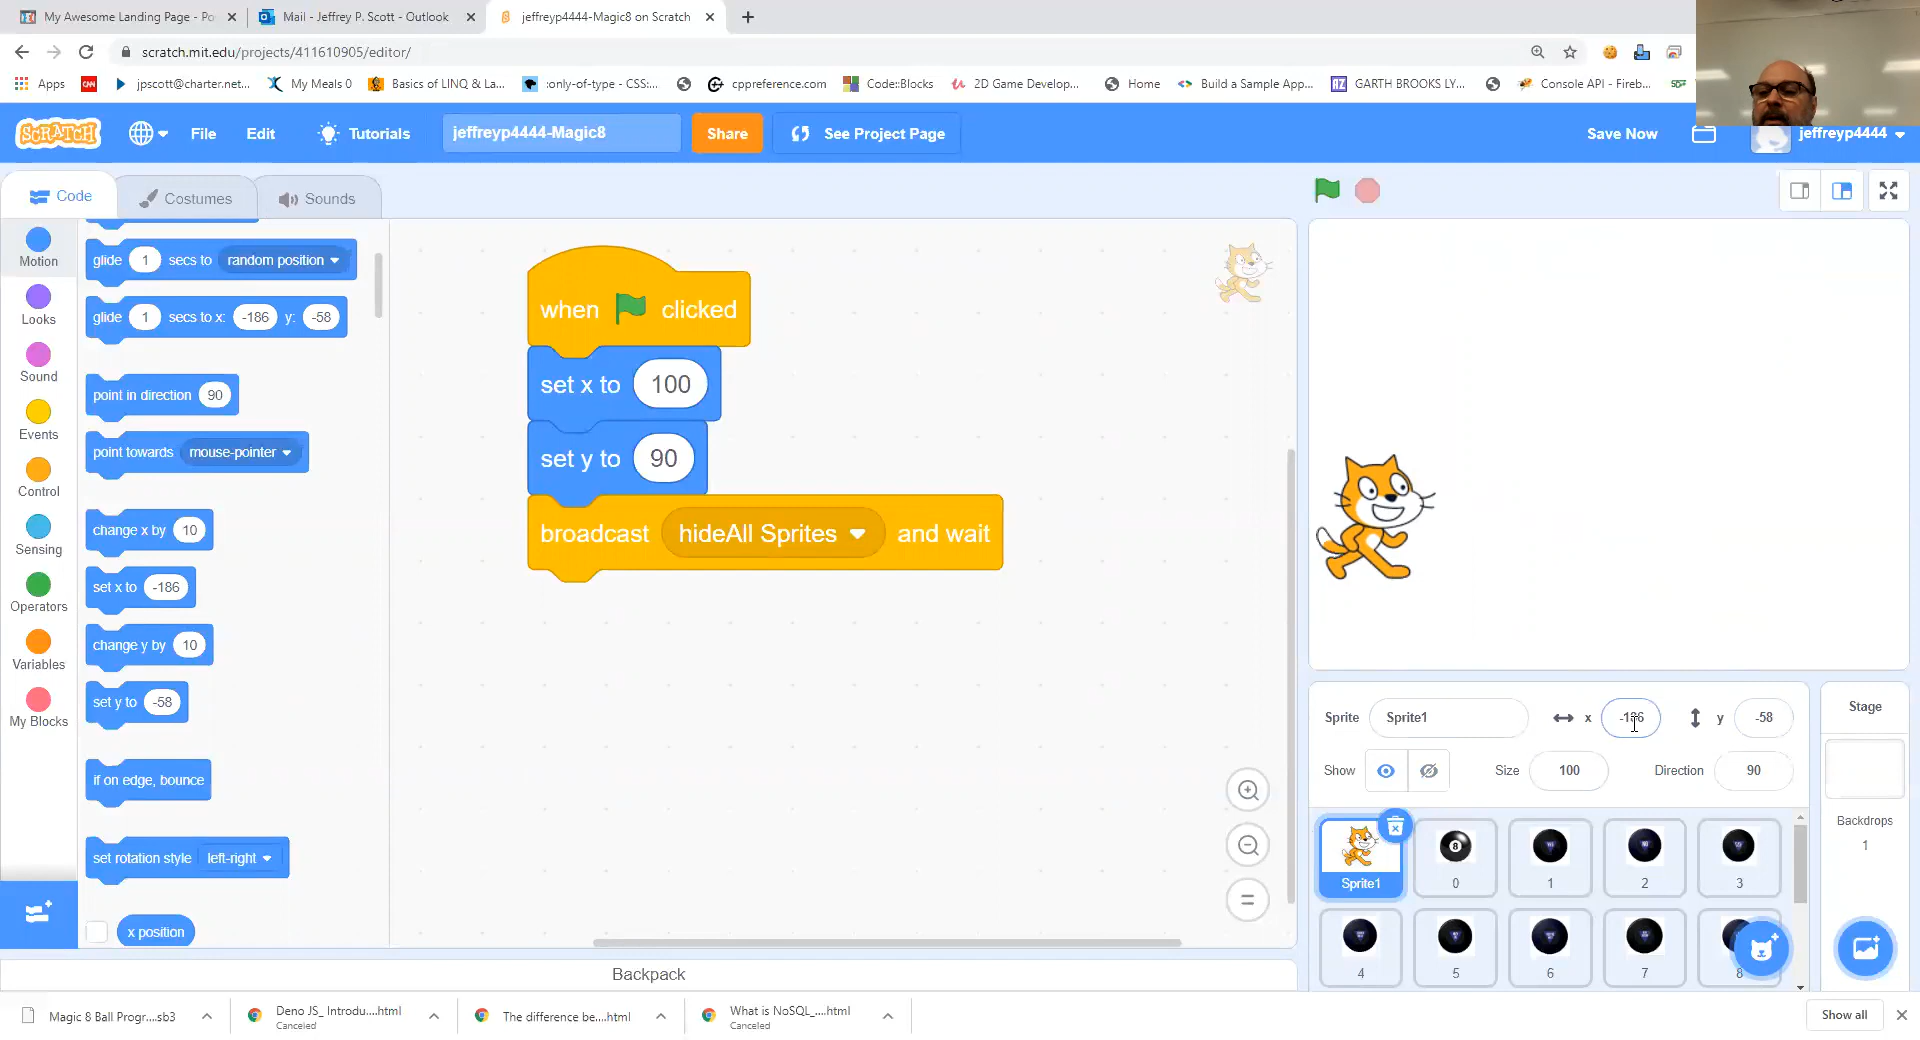 My Awesome Landing Page - Po
Mail - Jeffrey P. Scott - Outlook
jeffreyp4444-Magic8 on Scratch
scratch.mit.edu/projects/411610905/editor/
Apps
CNN
jpscott@charter.net...
My Meals 0
Basics of LINQ & La...
:only-of-type - CSS:...
cppreference.com
Code::Blocks
2D Game Develop...
Home
Build a Sample App...
GARTH BROOKS LY...
Console API - Fireb...
SCRATCH
File
Edit
Tutorials
jeffreyp4444-Magic8
Share
See Project Page
Save Now
jeffreyp4444
Code
Costumes
Sounds
Motion
Looks
Sound
Events
Control
Sensing
Operators
Variables
My Blocks
glide 1 secs to random position
glide 1 secs to x: -186 y: -58
point in direction 90
point towards mouse-pointer
change x by 10
set x to -186
change y by 10
set y to -58
if on edge, bounce
set rotation style left-right
x position
when clicked
set x to 100
set y to 90
broadcast hideAll Sprites and wait
Sprite Sprite1 x -186 y -58
Show Size 100 Direction 90
Sprite1
0
1
2
3
4
5
6
7
8
Stage
Backdrops
1
Backpack
Magic 8 Ball Progr....sb3
Deno JS_ Introdu....html
Canceled
The difference be....html
What is NoSQL_....html
Canceled
Show all